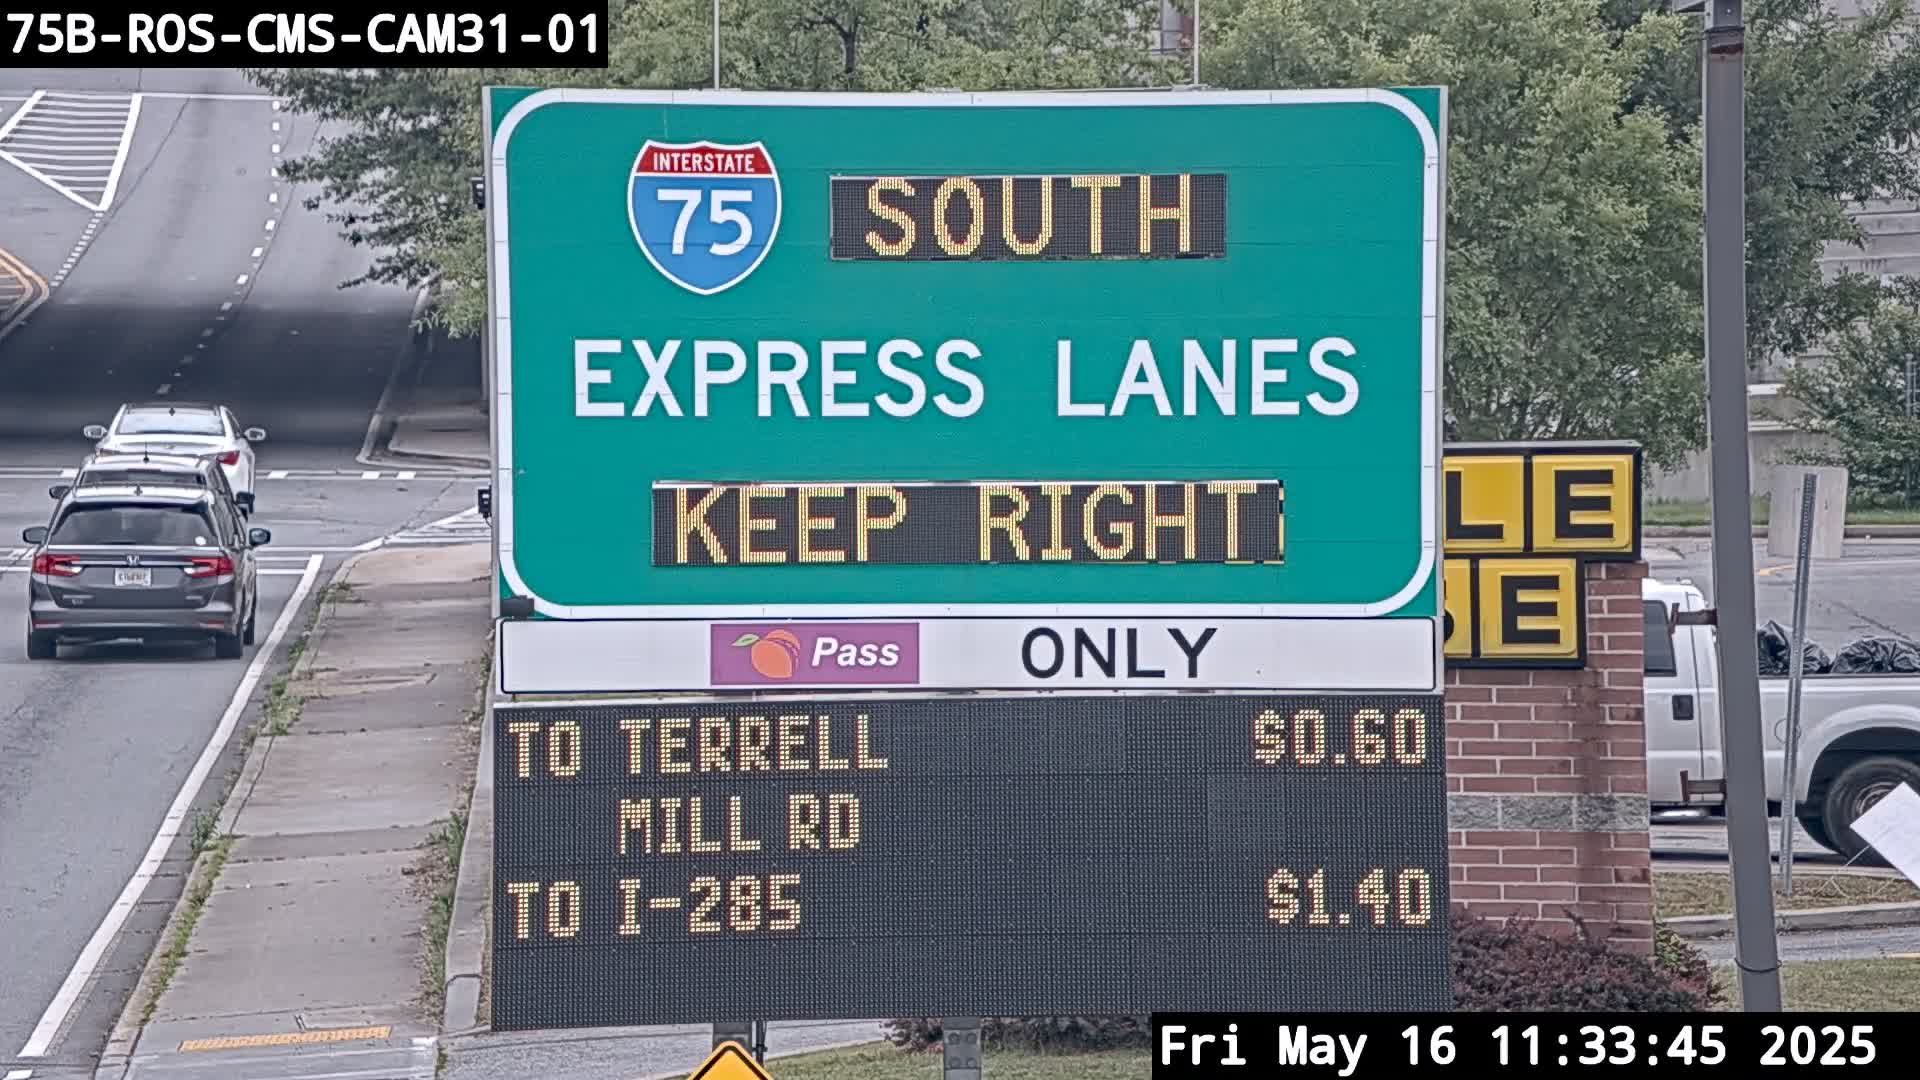 75B-ROS-CMS-CAM31-01
INTERSTATE
75
SOUTH
EXPRESS LANES
KEEP RIGHT
Pass ONLY
TO TERRELL $0.60
MILL RD
TO I-285 $1.40
LE
E
Fri May 16 11:33:45 2025